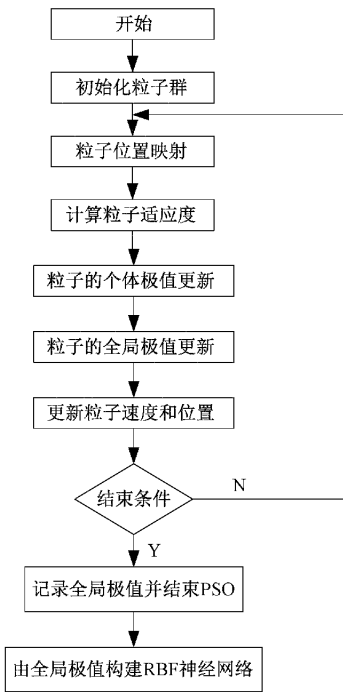 开始
初始化粒子群
粒子位置映射
计算粒子适应度
粒子的个体极值更新
粒子的全局极值更新
更新粒子速度和位置
结束条件
N
Y
记录全局极值并结束PSO
由全局极值构建RBF神经网络